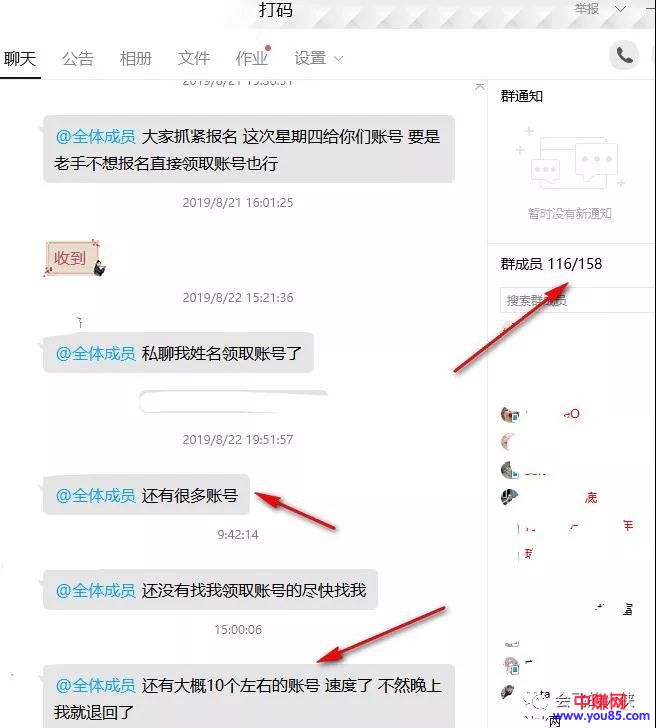 打码
举报
聊天 公告 相册 文件 作业 设置
2019/8/21 15:50:51
@全体成员 大家抓紧报名 这次星期四给你们账号 要是
老手不想报名直接领取账号也行
2019/8/21 16:01:25
收到
2019/8/22 15:21:36
@全体成员 私聊我姓名领取账号了
2019/8/22 19:51:57
@全体成员 还有很多账号
9:42:14
@全体成员 还没有找我领取账号的尽快找我
15:00:06
@全体成员 还有大概10个左右的账号 速度了 不然晚上
我就退回了
群通知
暂时没有新通知
群成员 116/158
搜索群成员
中赚网
www.you85.com